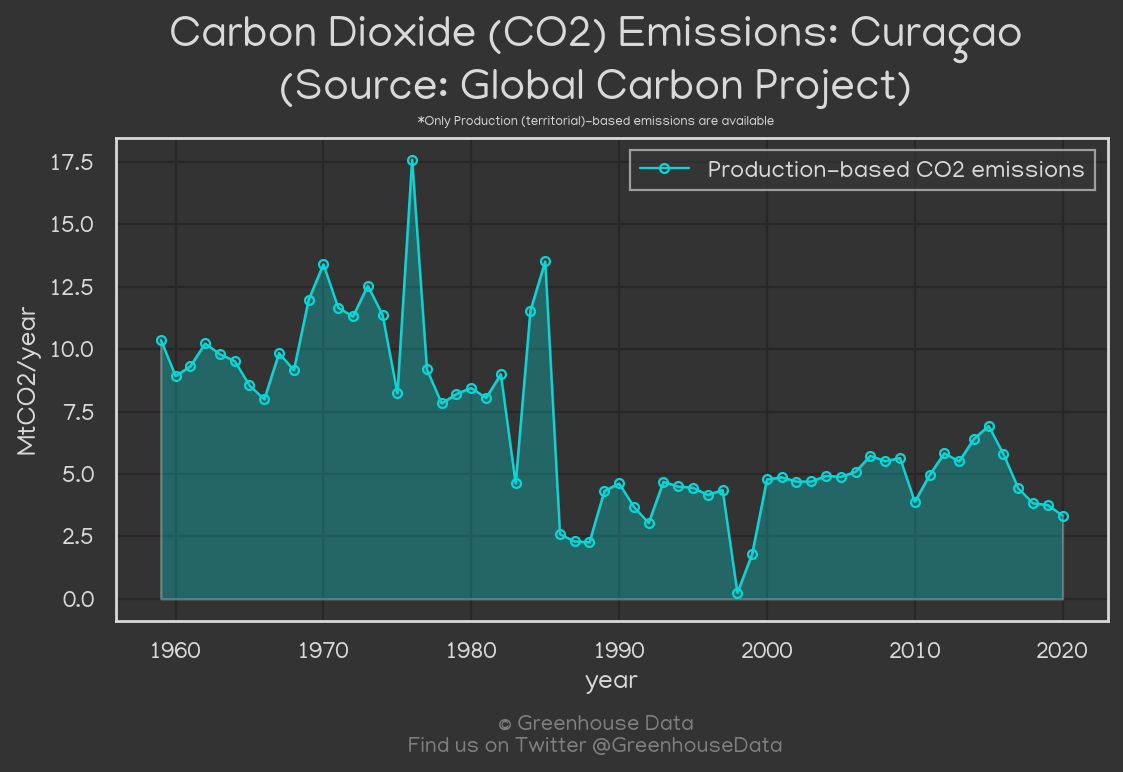 Carbon Dioxide (CO2) Emissions: Curaçao
(Source: Global Carbon Project)
*Only Production (territorial)-based emissions are available
Production-based CO2 emissions
MtCO2/year
17.5
15.0
12.5
10.0
7.5
5.0
2.5
0.0
1960 1970 1980 1990 2000 2010 2020
year
© Greenhouse Data
Find us on Twitter @GreenhouseData